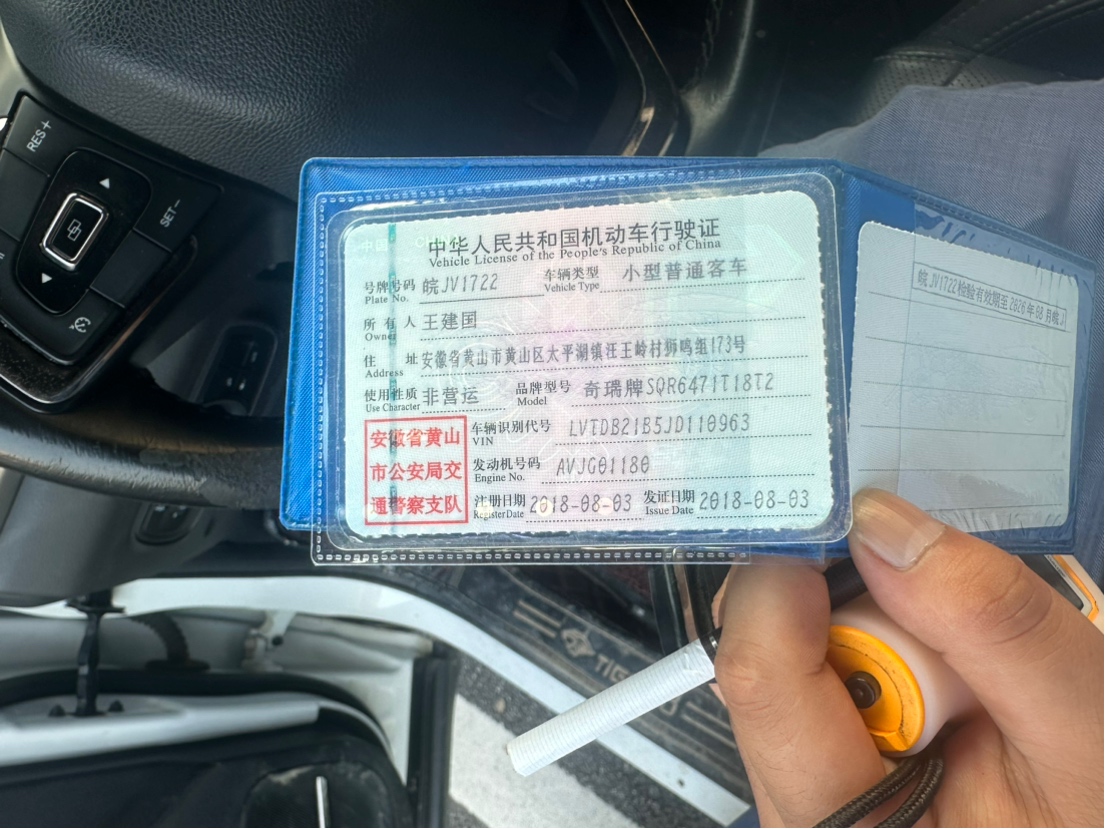 RES+
SET-
中华人民共和国机动车行驶证
Vehicle License of the People's Republic of China
号牌号码 皖JV1722 车辆类型 小型普通客车
Plate No. Vehicle Type
所有人 王建国
Owner
住址 安徽省黄山市黄山区太平湖镇汪王岭村狮鸣组173号
Address
使用性质 非营运 品牌型号 奇瑞牌SQR6471T18T2
Use Character Model
车辆识别代号 LVTDB21B5JD110963
VIN
发动机号码 AVJG01180
Engine No.
安徽省黄山
市公安局交
通警察支队
注册日期 2018-08-03 发证日期 2018-08-03
Register Date Issue Date
皖JV1722检验有效期至2026年08月皖J
TIG